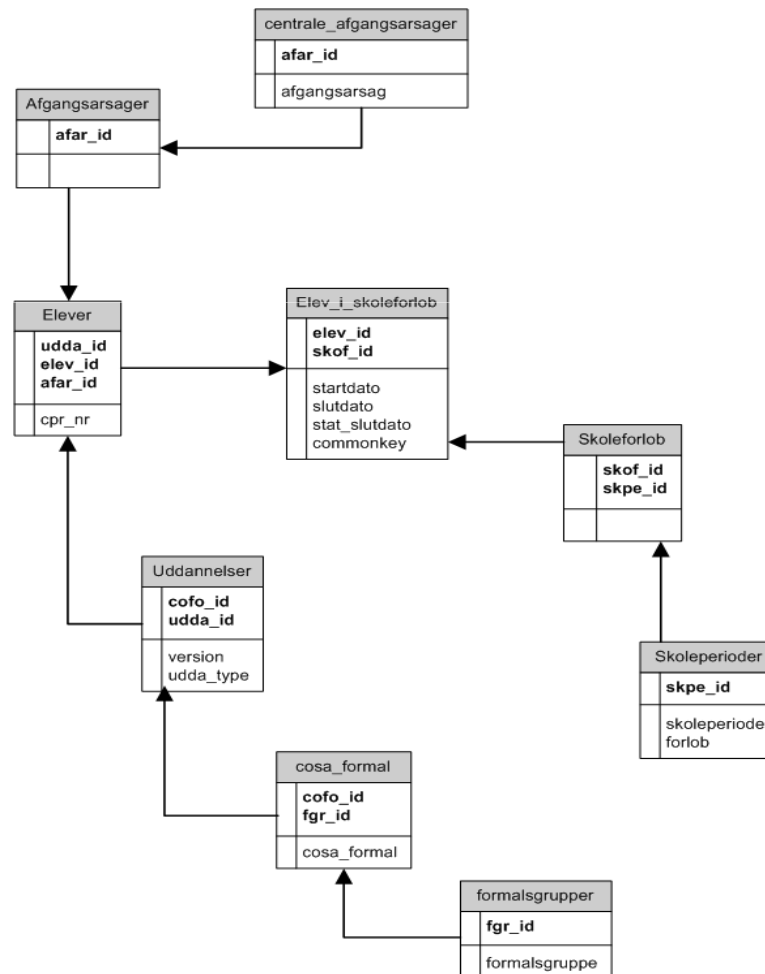 centrale_afgangsarsager
afar_id
afgangsarsag
Afgangsarsager
afar_id
Elever
udda_id
elev_id
afar_id
cpr_nr
Elev_i_skoleforlob
elev_id
skof_id
startdato
slutdato
stat_slutdato
commonkey
Skoleforlob
skof_id
skpe_id
Uddannelser
cofo_id
udda_id
version
udda_type
Skoleperioder
skpe_id
skoleperiode
forlob
cosa_formal
cofo_id
fgr_id
cosa_formal
formalsgrupper
fgr_id
formalsgruppe